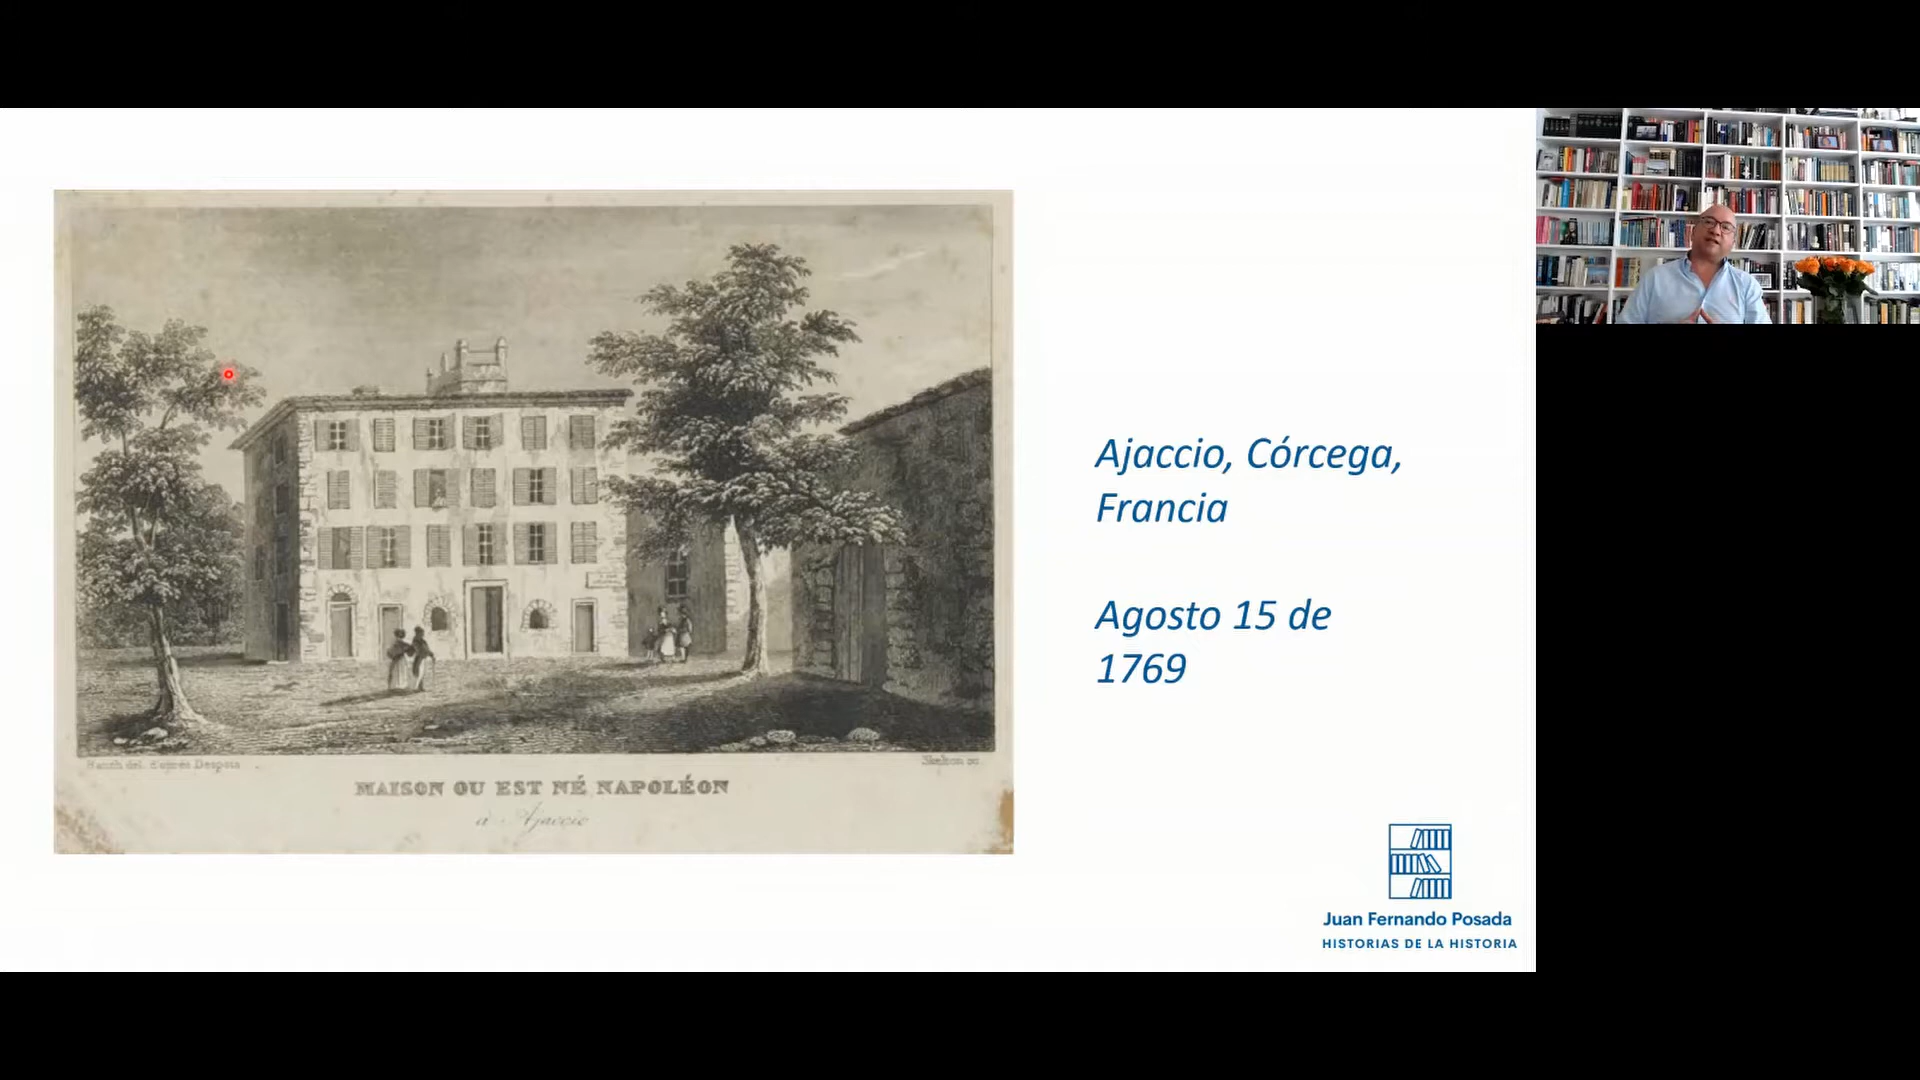 Ajaccio, Córcega,
Francia
Agosto 15 de
1769
MAISON OU EST NÉ NAPOLÉON
à Ajaccio
Juan Fernando Posada
HISTORIAS DE LA HISTORIA